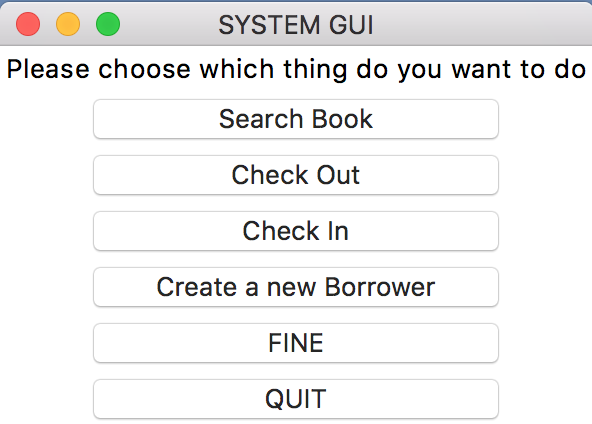 SYSTEM GUI
Please choose which thing do you want to do
Search Book
Check Out
Check In
Create a new Borrower
FINE
QUIT